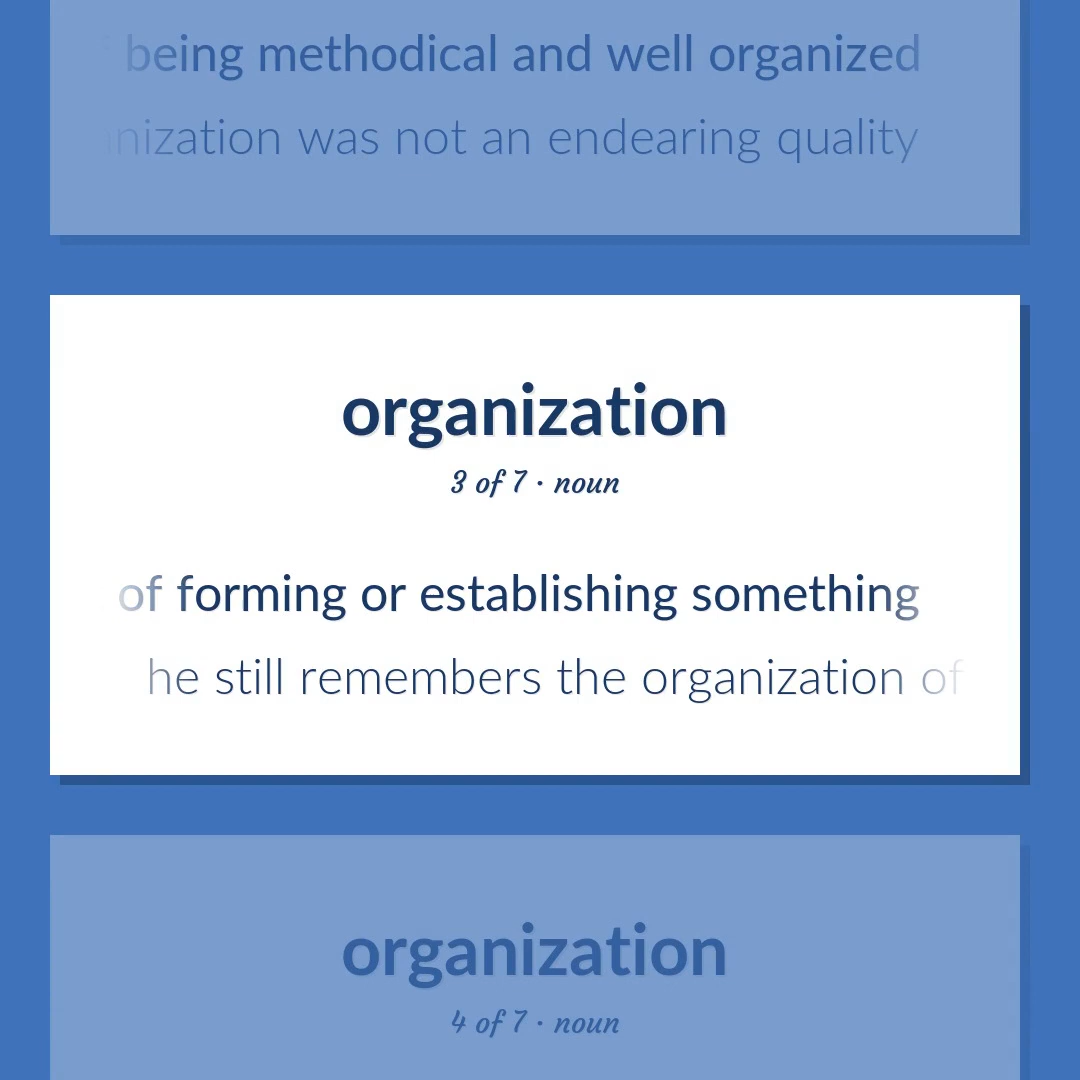 being methodical and well organized
was not an endearing quality
organization
3 of 7 · noun
of forming or establishing something
he still remembers the organization of
organization
4 of 7 · noun